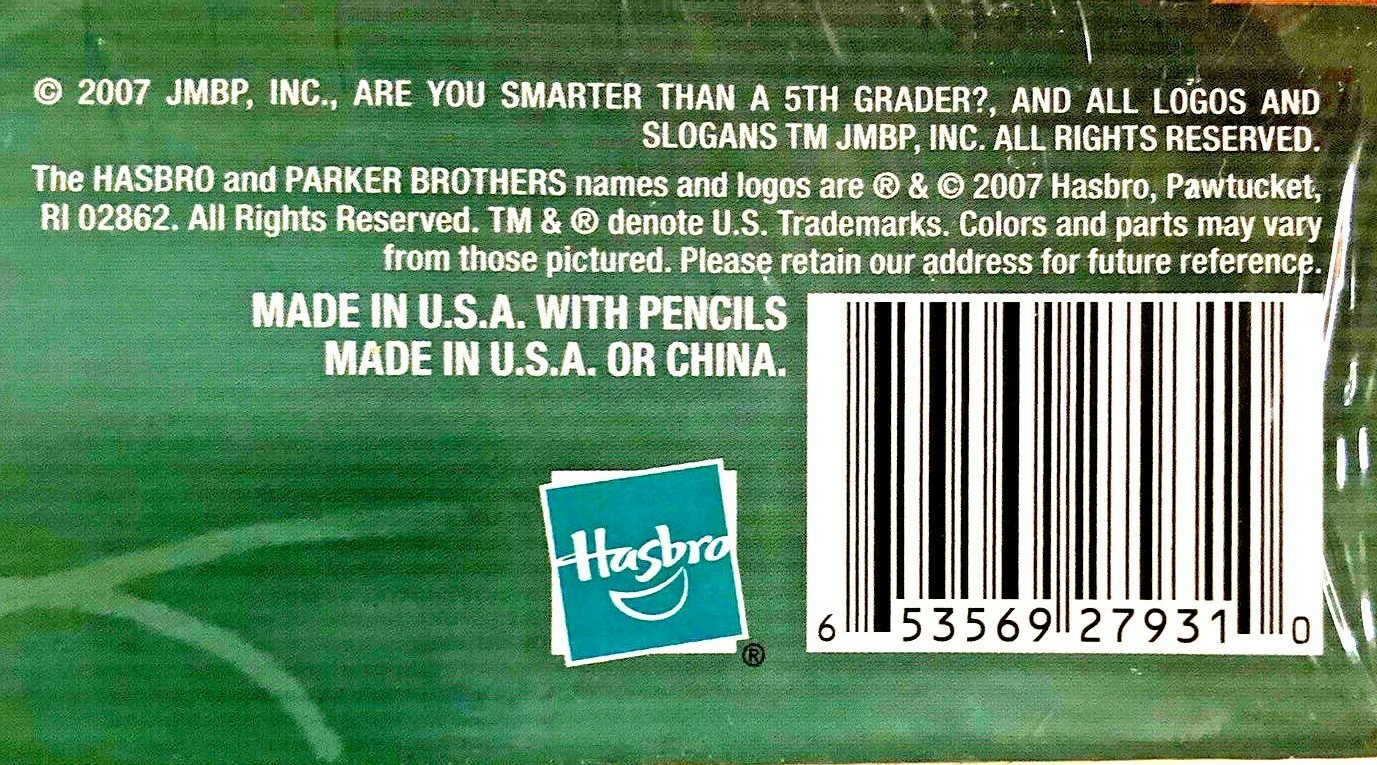 © 2007 JMBP, INC., ARE YOU SMARTER THAN A 5TH GRADER?, AND ALL LOGOS AND
SLOGANS TM JMBP, INC. ALL RIGHTS RESERVED.
The HASBRO and PARKER BROTHERS names and logos are ® & © 2007 Hasbro, Pawtucket,
RI 02862. All Rights Reserved. TM & ® denote U.S. Trademarks. Colors and parts may vary
from those pictured. Please retain our address for future reference.
MADE IN U.S.A. WITH PENCILS
MADE IN U.S.A. OR CHINA.
Hasbro
®
6 53569 27931 0